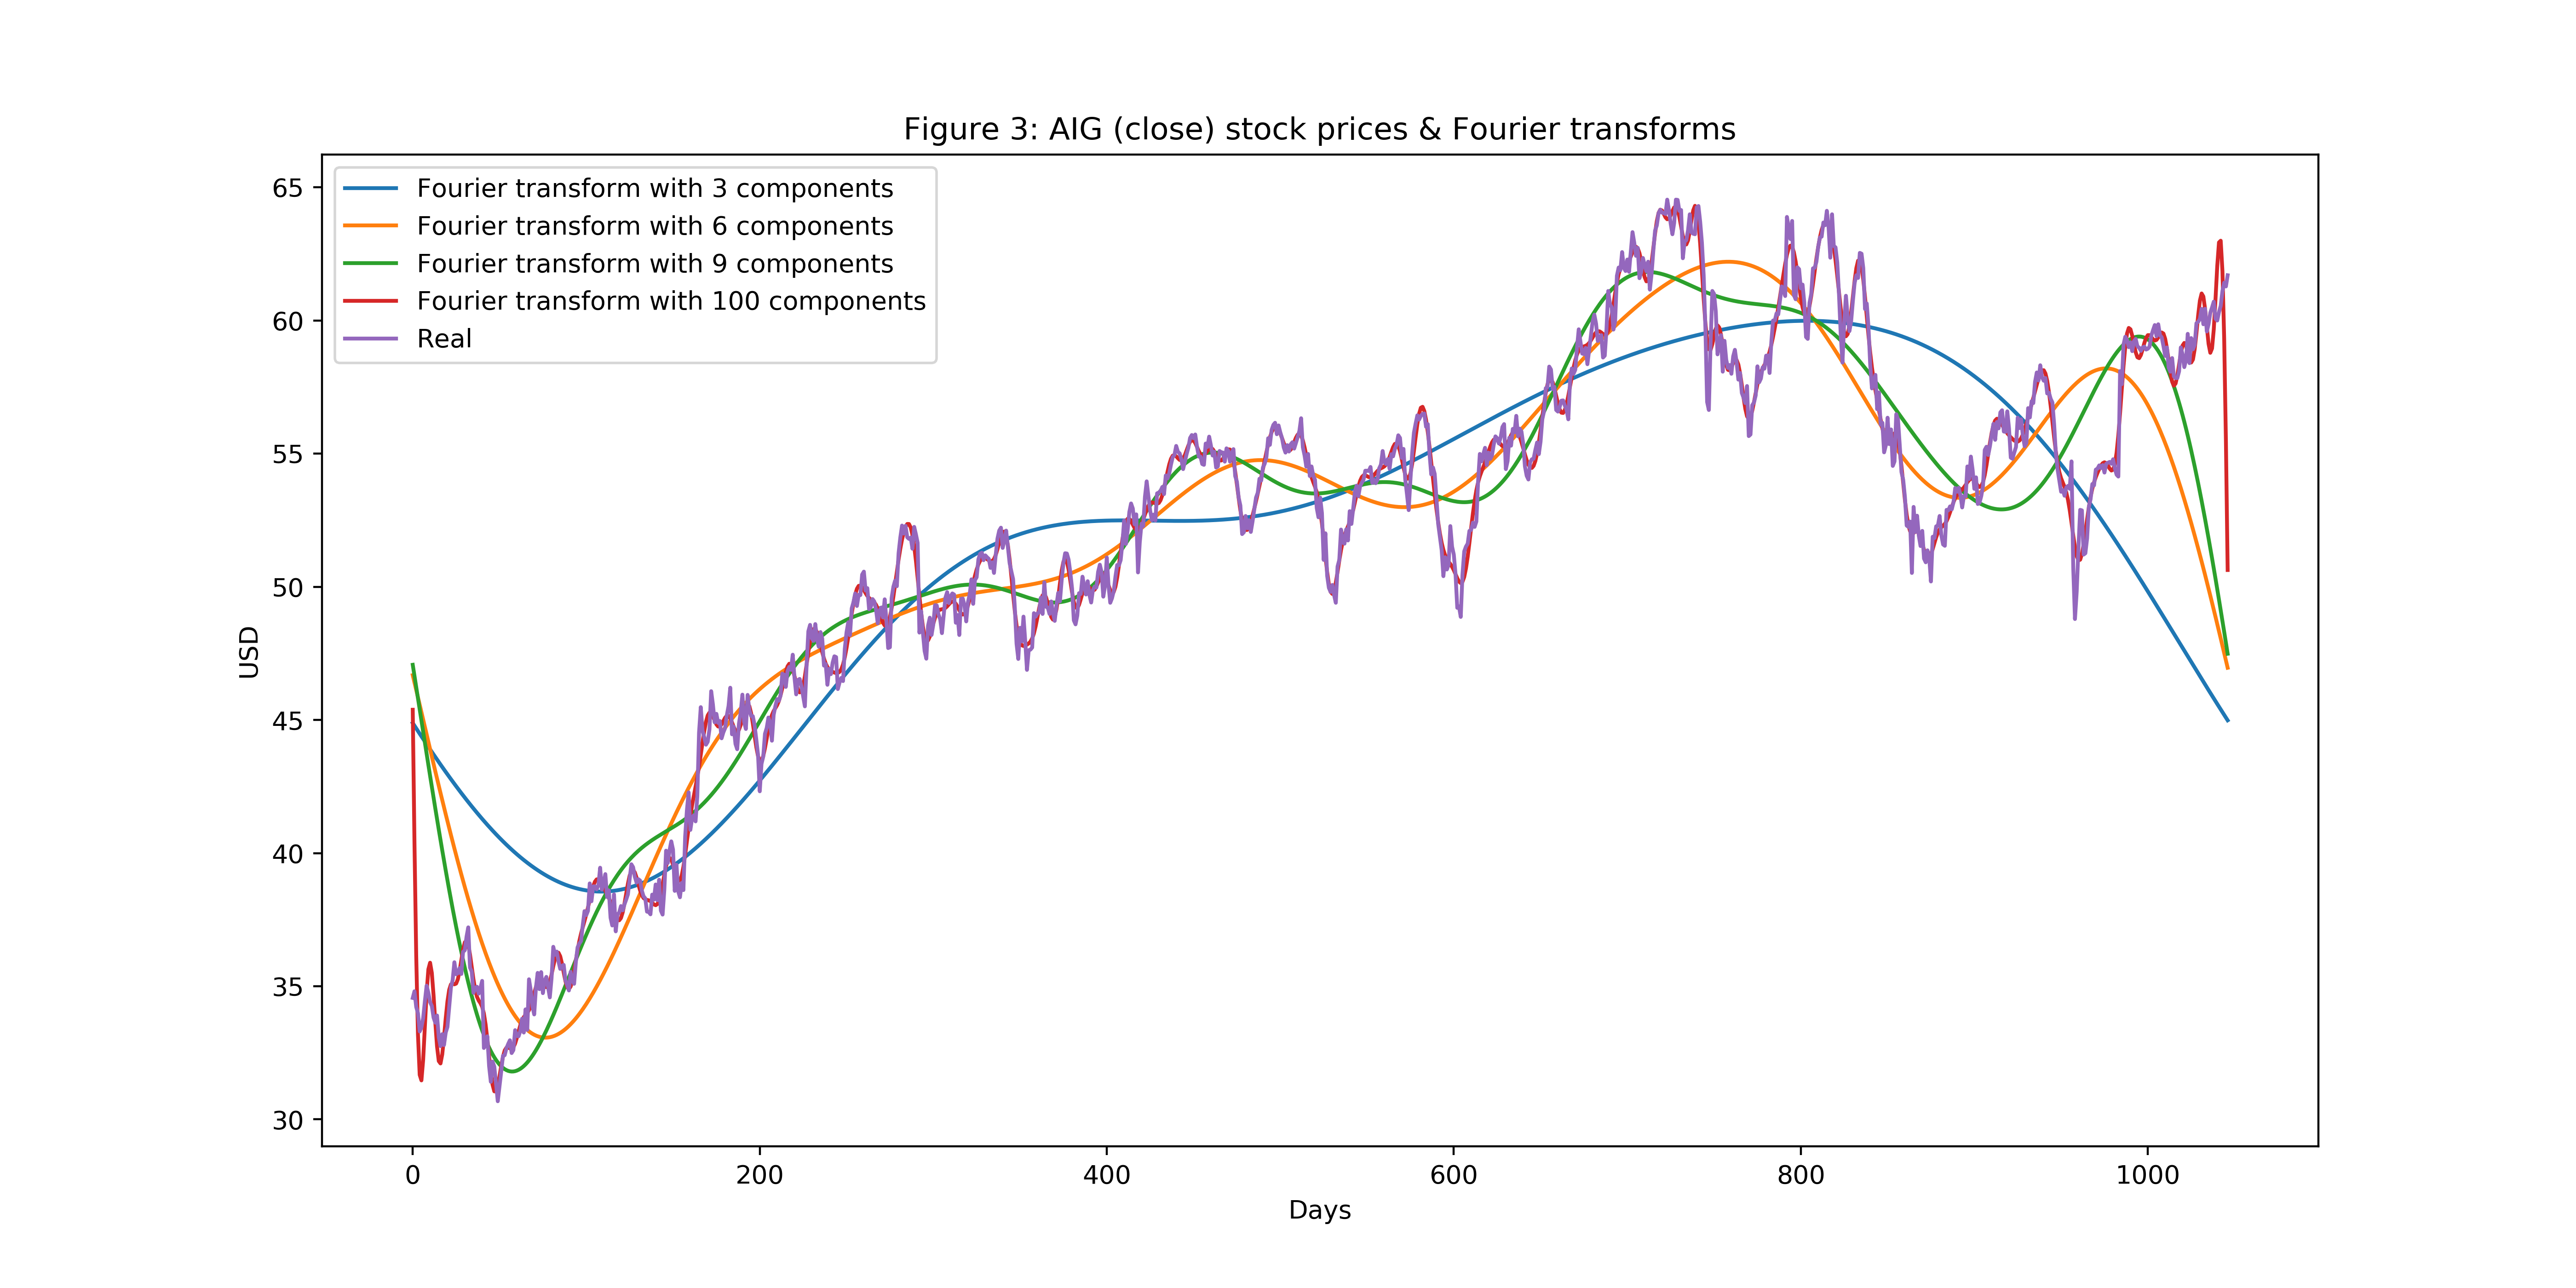 Figure 3: AIG (close) stock prices & Fourier transforms
Fourier transform with 3 components
Fourier transform with 6 components
Fourier transform with 9 components
Fourier transform with 100 components
Real
65
60
55
50
45
40
35
30
USD
0 200 400 600 800 1000
Days